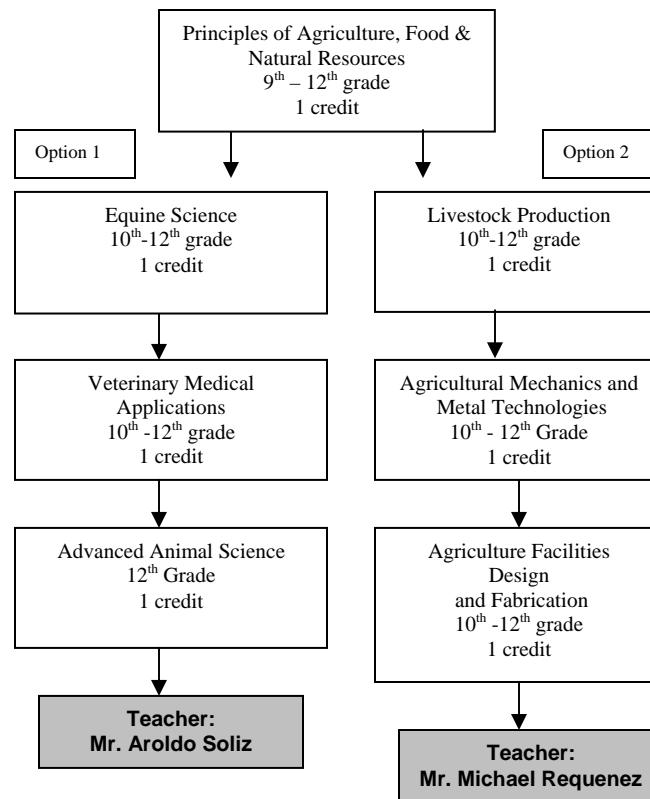 Principles of Agriculture, Food &
Natural Resources
9th – 12th grade
1 credit
Option 1
Option 2
Equine Science
10th-12th grade
1 credit
Livestock Production
10th-12th grade
1 credit
Veterinary Medical
Applications
10th -12th grade
1 credit
Agricultural Mechanics and
Metal Technologies
10th - 12th Grade
1 credit
Advanced Animal Science
12th Grade
1 credit
Agriculture Facilities
Design
and Fabrication
10th -12th grade
1 credit
Teacher:
Mr. Aroldo Soliz
Teacher:
Mr. Michael Requenez